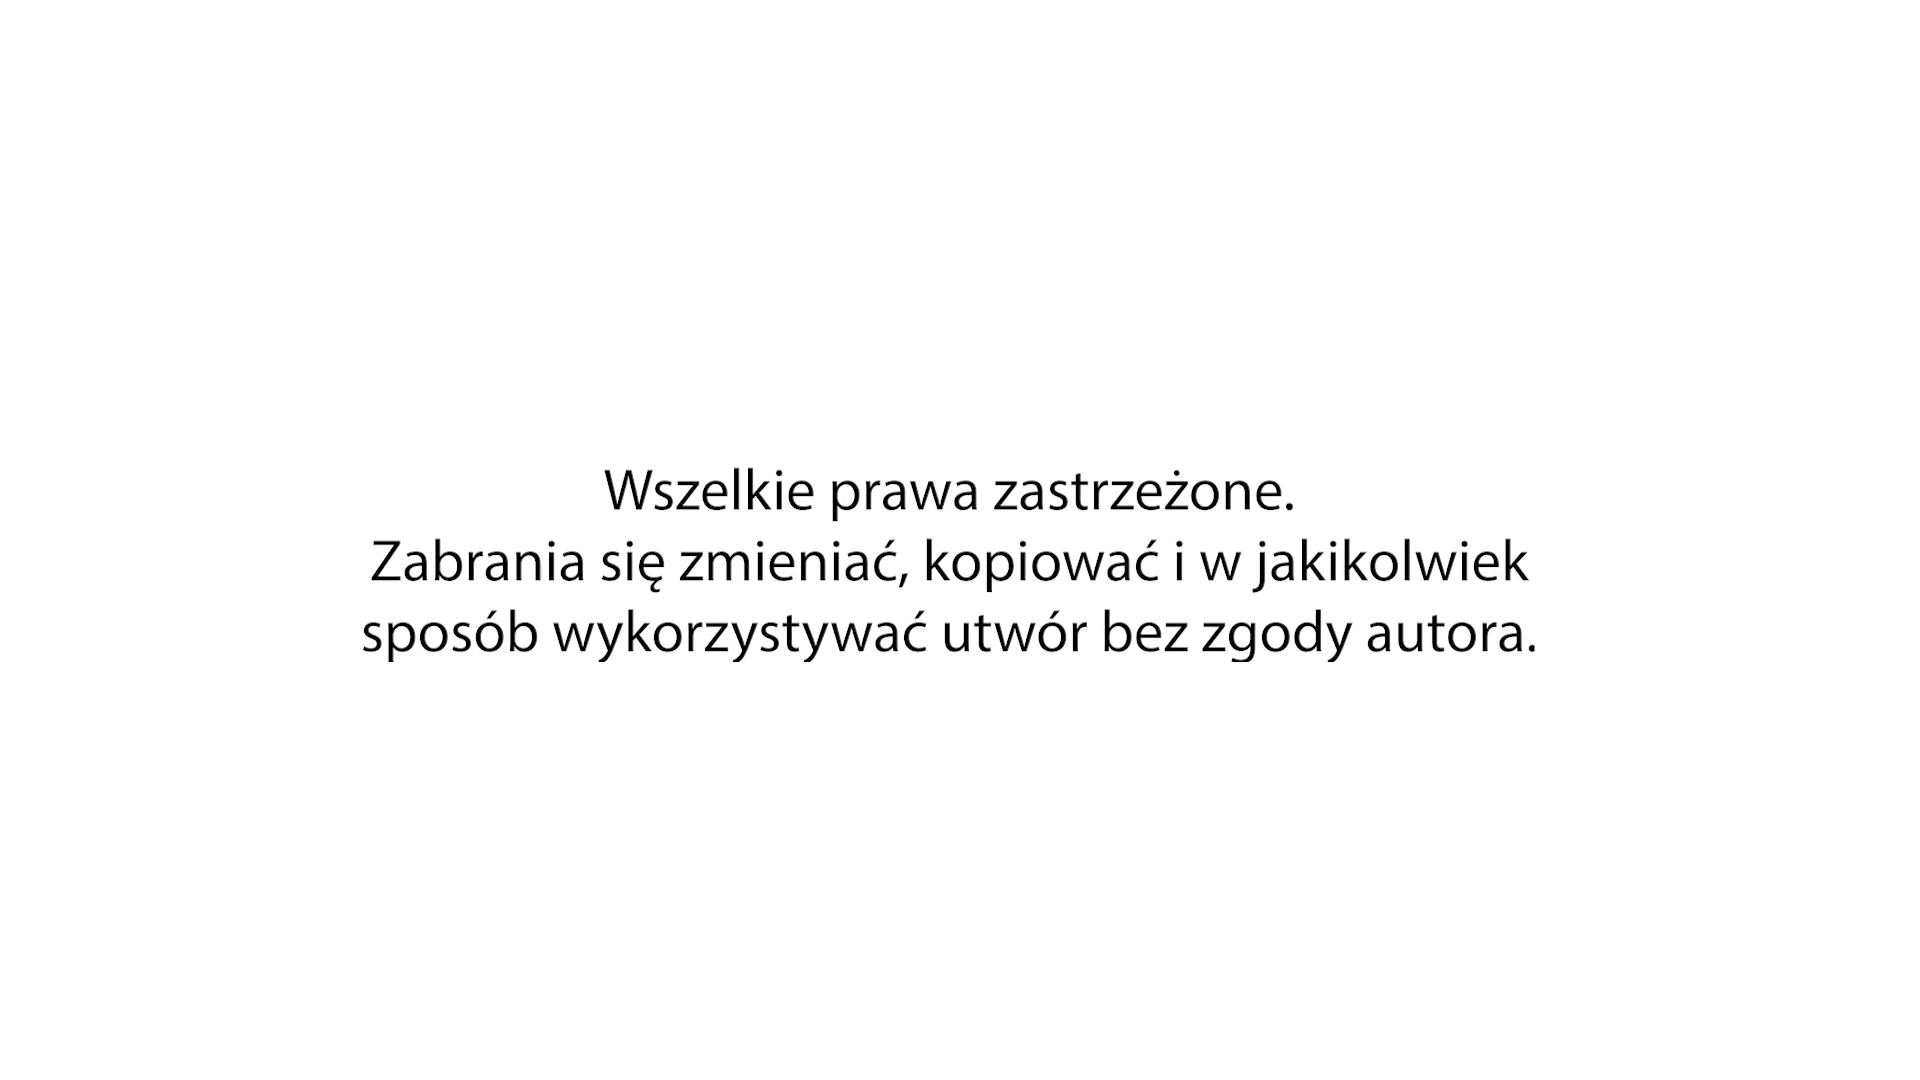 Wszelkie prawa zastrzeżone.
Zabrania się zmieniać, kopiować i w jakikolwiek
sposób wykorzystywać utwór bez zgody autora.